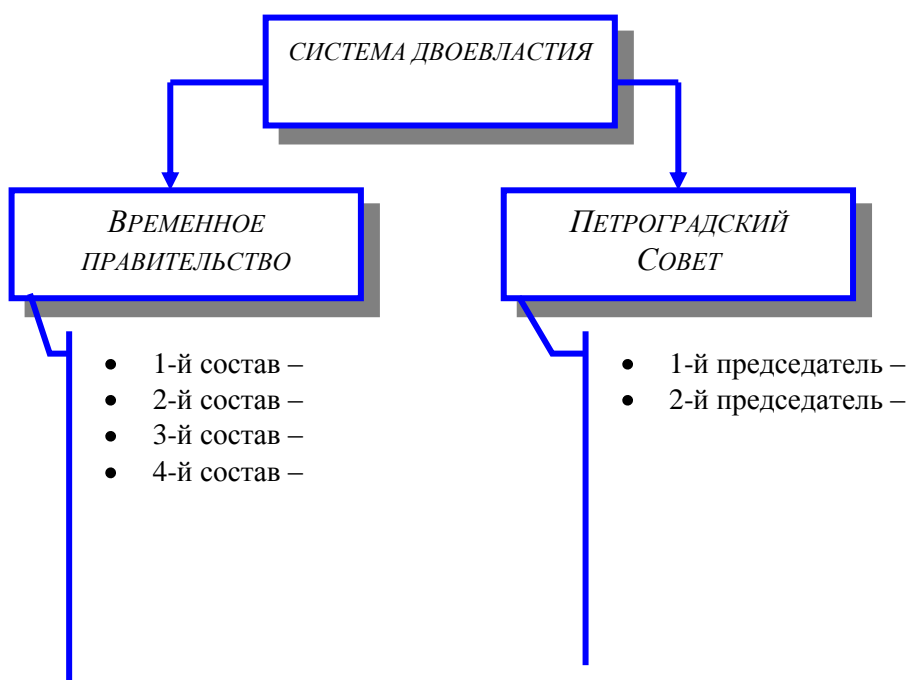 СИСТЕМА ДВОЕВЛАСТИЯ
ВРЕМЕННОЕ
ПРАВИТЕЛЬСТВО
• 1-й состав –
• 2-й состав –
• 3-й состав –
• 4-й состав –
ПЕТРОГРАДСКИЙ
СОВЕТ
• 1-й председатель –
• 2-й председатель –